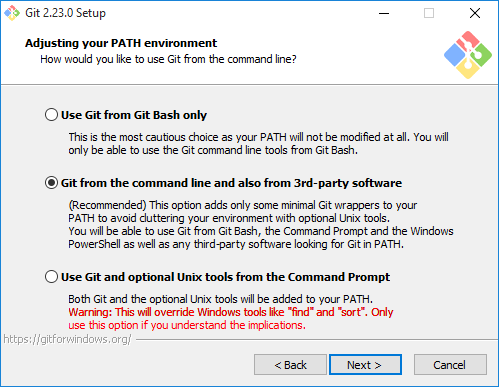 Git 2.23.0 Setup
Adjusting your PATH environment
How would you like to use Git from the command line?
Use Git from Git Bash only
This is the most cautious choice as your PATH will not be modified at all. You will
only be able to use the Git command line tools from Git Bash.
Git from the command line and also from 3rd-party software
(Recommended) This option adds only some minimal Git wrappers to your
PATH to avoid cluttering your environment with optional Unix tools.
You will be able to use Git from Git Bash, the Command Prompt and the Windows
PowerShell as well as any third-party software looking for Git in PATH.
Use Git and optional Unix tools from the Command Prompt
Both Git and the optional Unix tools will be added to your PATH.
Warning: This will override Windows tools like "find" and "sort". Only
use this option if you understand the implications.
https://gitforwindows.org/
< Back
Next >
Cancel